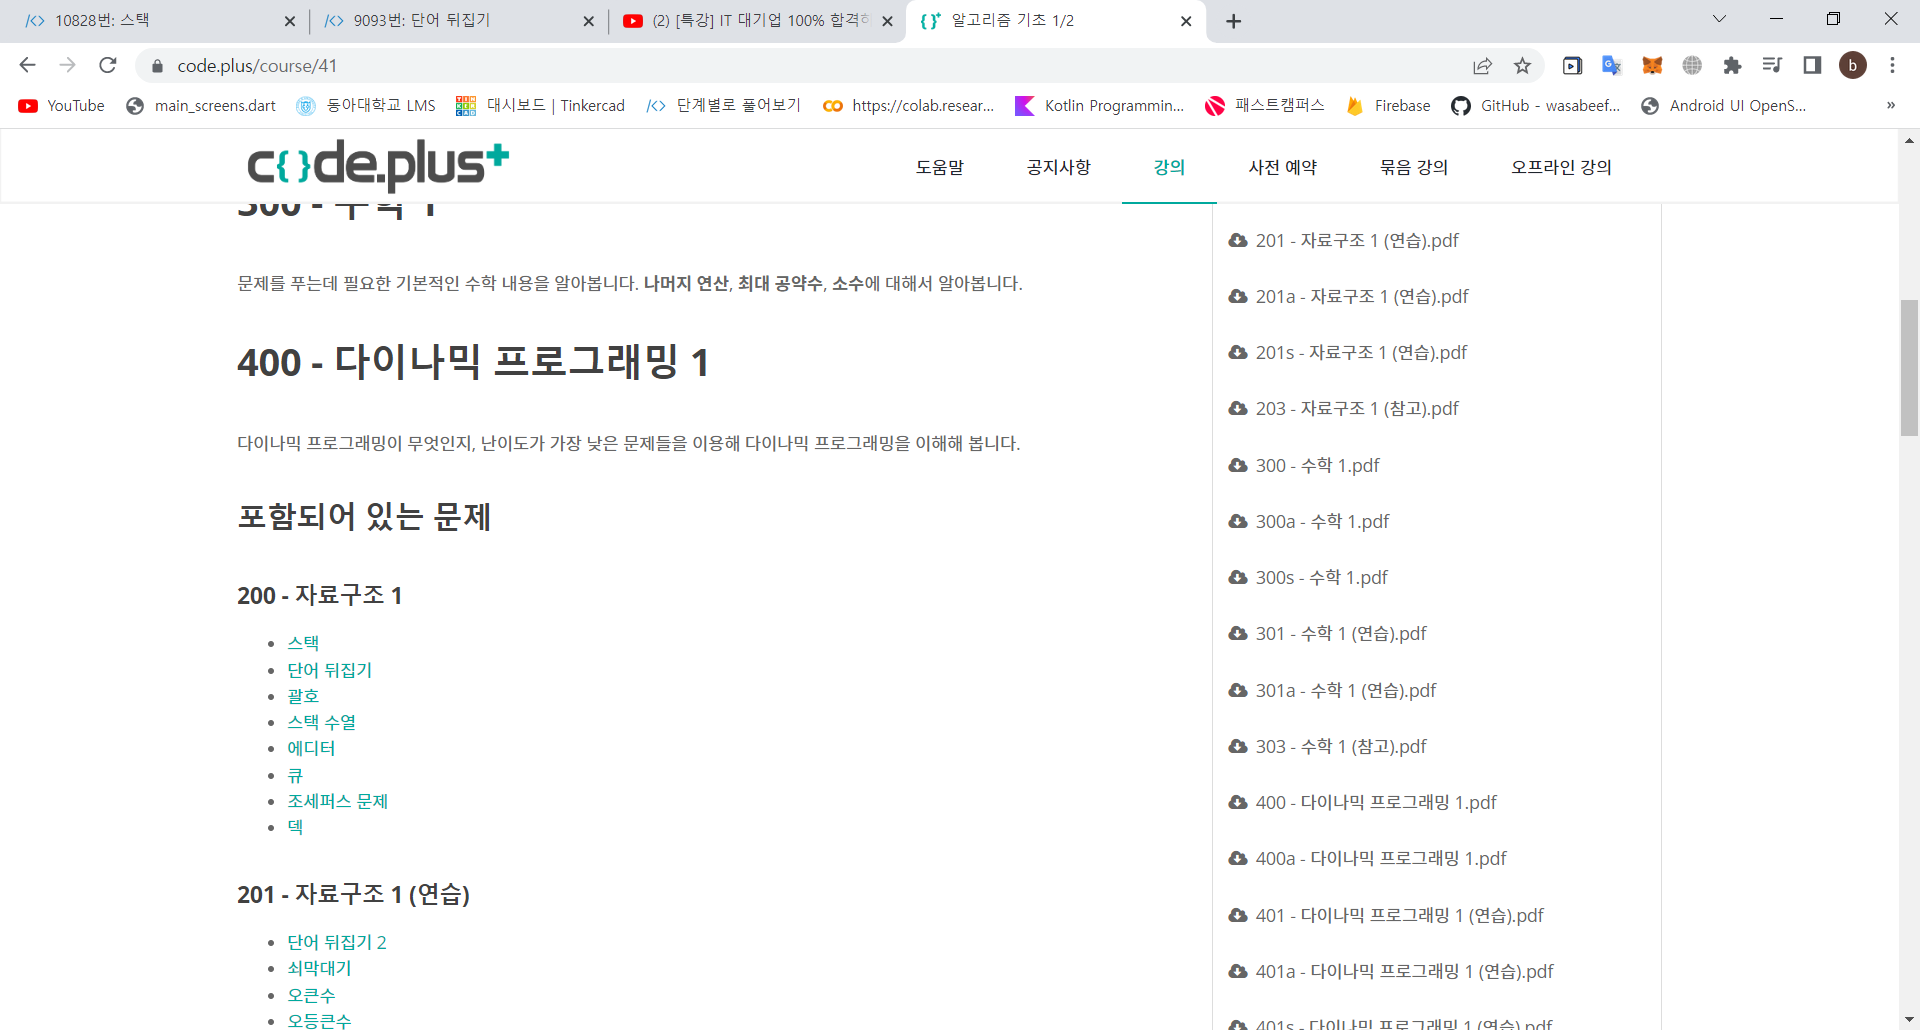 10828번: 스택
9093번: 단어 뒤집기
(2) [특강] IT 대기업 100% 합격하
알고리즘 기초 1/2
code.plus/course/41
b
YouTube
main_screens.dart
동아대학교 LMS
대시보드 | Tinkercad
단계별로 풀어보기
https://colab.resear...
Kotlin Programmin...
패스트캠퍼스
Firebase
GitHub - wasabeef...
Android UI OpenS...
»
c{}de.plus+
도움말
공지사항
강의
사전 예약
묶음 강의
오프라인 강의
300 - 수학 1
문제를 푸는데 필요한 기본적인 수학 내용을 알아봅니다. 나머지 연산, 최대 공약수, 소수에 대해서 알아봅니다.
400 - 다이나믹 프로그래밍 1
다이나믹 프로그래밍이 무엇인지, 난이도가 가장 낮은 문제들을 이용해 다이나믹 프로그래밍을 이해해 봅니다.
포함되어 있는 문제
200 - 자료구조 1
스택
단어 뒤집기
괄호
스택 수열
에디터
큐
조세퍼스 문제
덱
201 - 자료구조 1 (연습)
단어 뒤집기 2
쇠막대기
오큰수
오등큰수
201 - 자료구조 1 (연습).pdf
201a - 자료구조 1 (연습).pdf
201s - 자료구조 1 (연습).pdf
203 - 자료구조 1 (참고).pdf
300 - 수학 1.pdf
300a - 수학 1.pdf
300s - 수학 1.pdf
301 - 수학 1 (연습).pdf
301a - 수학 1 (연습).pdf
303 - 수학 1 (참고).pdf
400 - 다이나믹 프로그래밍 1.pdf
400a - 다이나믹 프로그래밍 1.pdf
401 - 다이나믹 프로그래밍 1 (연습).pdf
401a - 다이나믹 프로그래밍 1 (연습).pdf
401s - 다이나믹 프로그래밍 1 (연습).pdf